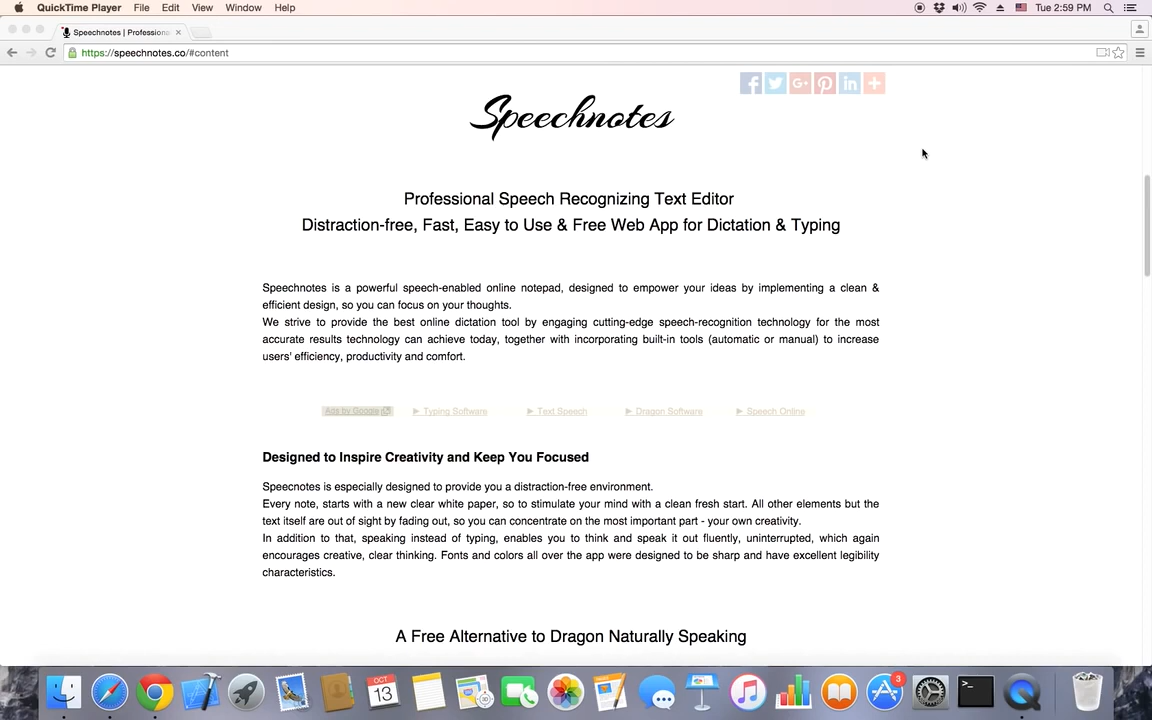 QuickTime Player File Edit View Window Help Tue 2:59 PM
Speechnotes | Professiona
https://speechnotes.co/#content
Speechnotes
Professional Speech Recognizing Text Editor
Distraction-free, Fast, Easy to Use & Free Web App for Dictation & Typing
Speechnotes is a powerful speech-enabled online notepad, designed to empower your ideas by implementing a clean &
efficient design, so you can focus on your thoughts.
We strive to provide the best online dictation tool by engaging cutting-edge speech-recognition technology for the most
accurate results technology can achieve today, together with incorporating built-in tools (automatic or manual) to increase
users' efficiency, productivity and comfort.
Ads by Google ► Typing Software ► Text Speech ► Dragon Software ► Speech Online
Designed to Inspire Creativity and Keep You Focused
Speecnotes is especially designed to provide you a distraction-free environment.
Every note, starts with a new clear white paper, so to stimulate your mind with a clean fresh start. All other elements but the
text itself are out of sight by fading out, so you can concentrate on the most important part - your own creativity.
In addition to that, speaking instead of typing, enables you to think and speak it out fluently, uninterrupted, which again
encourages creative, clear thinking. Fonts and colors all over the app were designed to be sharp and have excellent legibility
characteristics.
A Free Alternative to Dragon Naturally Speaking
OCT
13
3